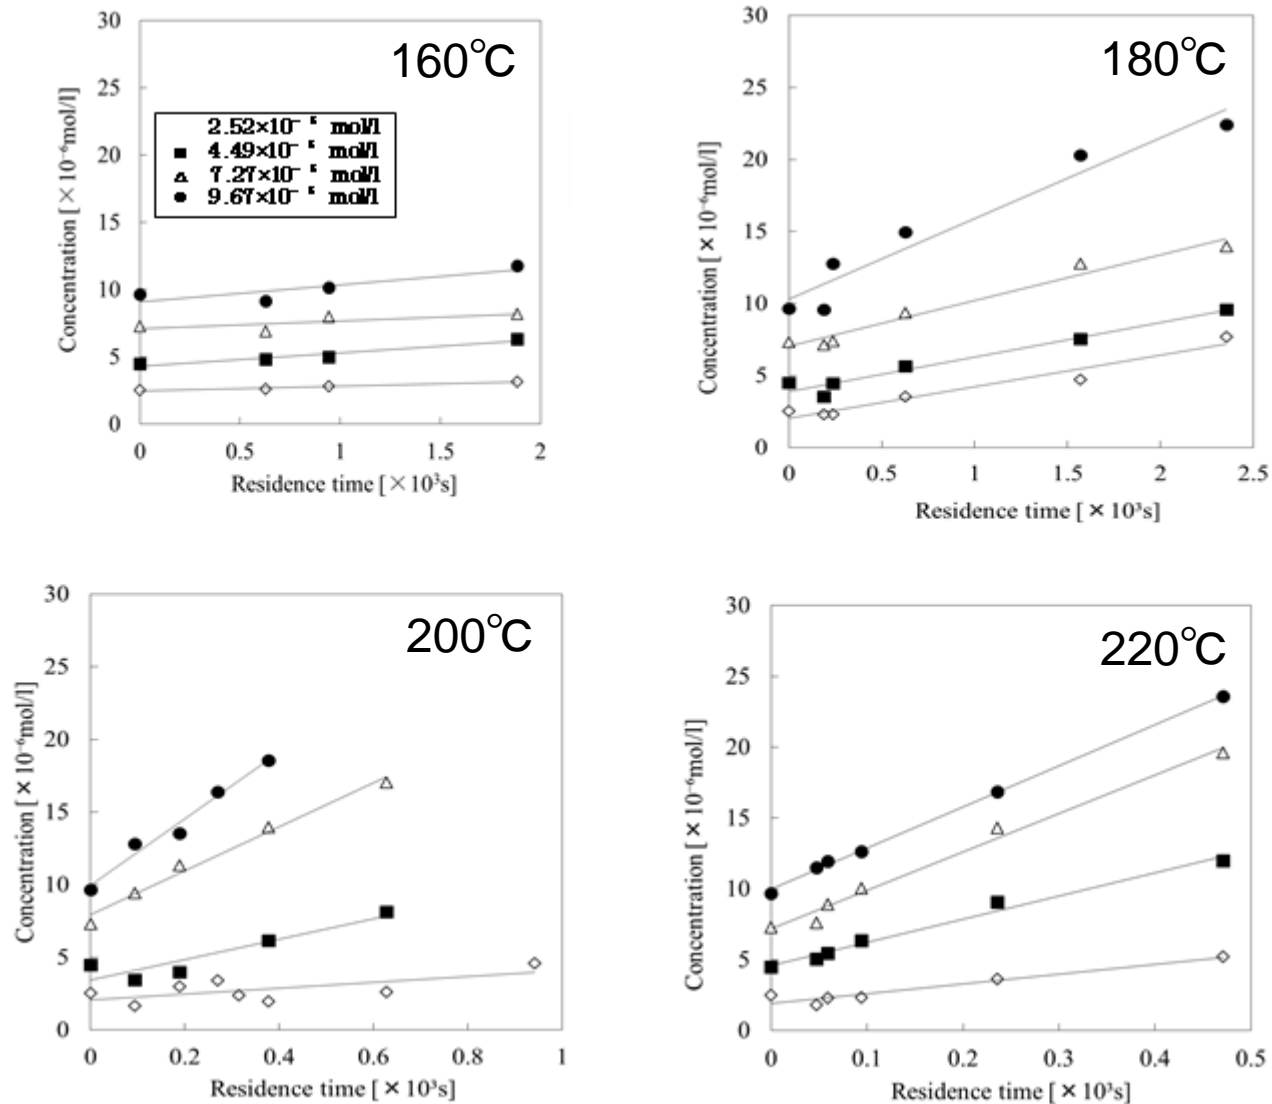 30
25
20
15
10
5
0
0 0.5 1 1.5 2
Concentration [×10⁻⁶mol/l]
Residence time [×10³s]
160℃
2.52×10⁻⁵ mol/l
4.49×10⁻⁵ mol/l
7.27×10⁻⁵ mol/l
9.67×10⁻⁵ mol/l
30
25
20
15
10
5
0
0 0.5 1 1.5 2 2.5
Concentration [×10⁻⁶mol/l]
Residence time [×10³s]
180℃
30
25
20
15
10
5
0
0 0.2 0.4 0.6 0.8 1
Concentration [×10⁻⁶mol/l]
Residence time [×10³s]
200℃
30
25
20
15
10
5
0
0 0.1 0.2 0.3 0.4 0.5
Concentration [×10⁻⁶mol/l]
Residence time [×10³s]
220℃